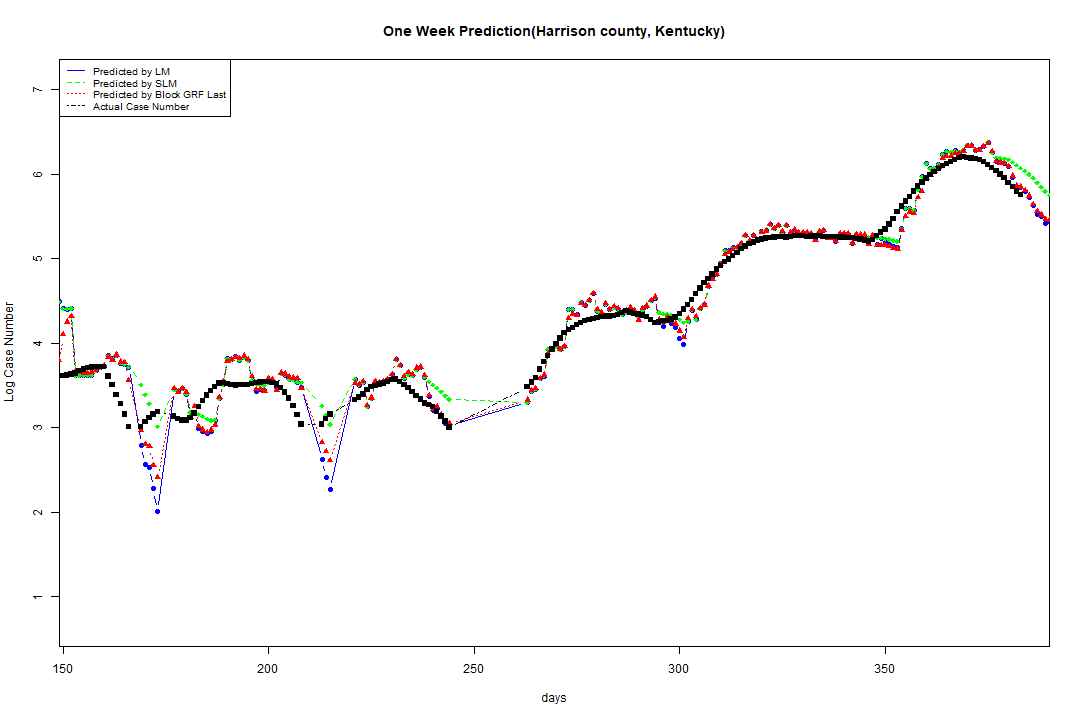 One Week Prediction(Harrison county, Kentucky)
Predicted by LM
Predicted by SLM
Predicted by Block GRF Last
Actual Case Number
Log Case Number
7
6
5
4
3
2
1
150 200 250 300 350
days